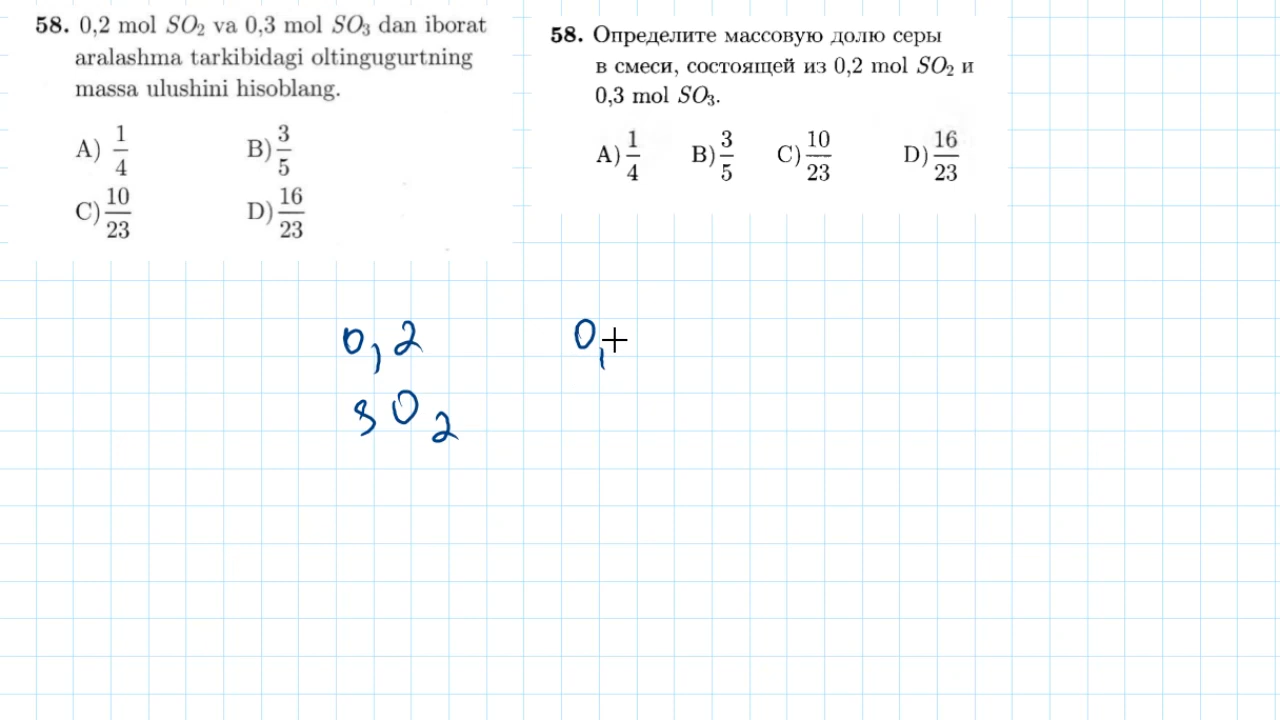 58. 0,2 mol SO₂ va 0,3 mol SO₃ dan iborat
aralashma tarkibidagi oltingugurtning
massa ulushini hisoblang.
A) 1/4 B) 3/5
C) 10/23 D) 16/23
58. Определите массовую долю серы
в смеси, состоящей из 0,2 mol SO₂ и
0,3 mol SO₃.
A) 1/4 B) 3/5 C) 10/23 D) 16/23
0,2 0,
SO₂